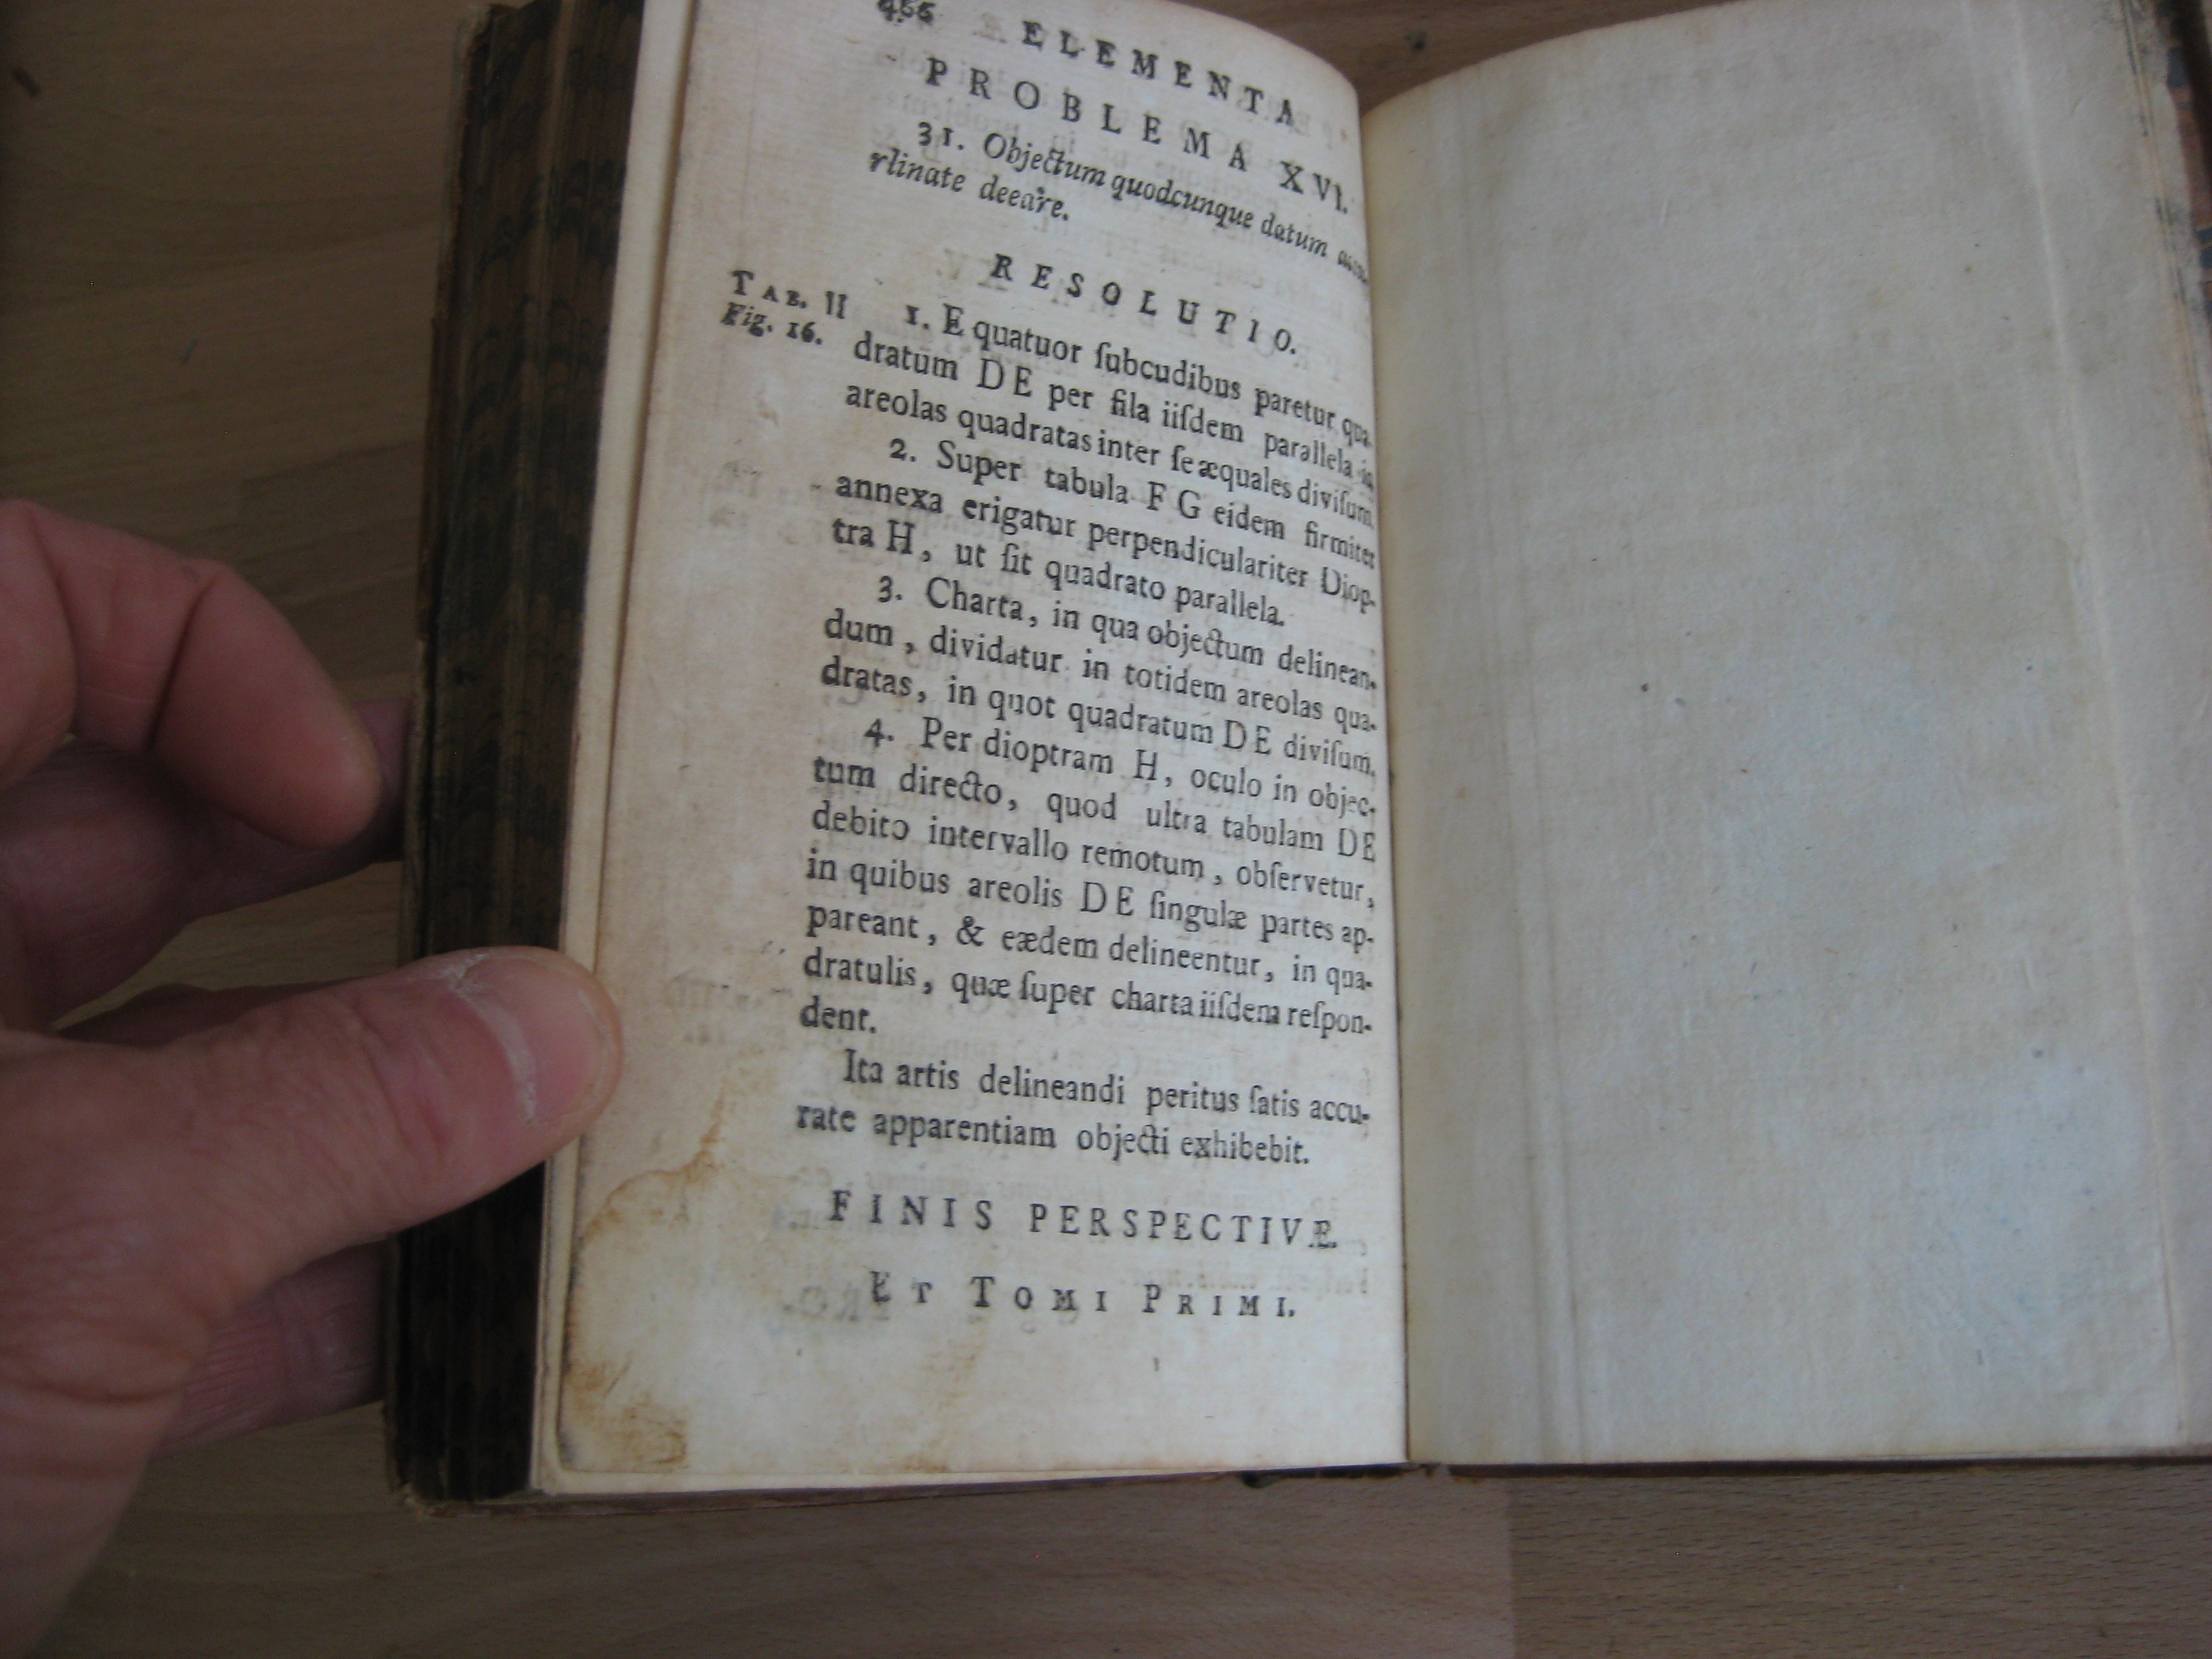 ELEMENTA
PROBLEMA XVI.
31. Objectum quodcunque datum
rlinate deeare.
RESOLUTIO.
TAB. II
Fig. 16.
1. E quatuor ſubcudibus paretur qua-
dratum DE per fila iiſdem parallela in
areolas quadratas inter ſe æquales diviſum.
2. Super tabula FG eidem firmiter
annexa erigatur perpendiculariter Diop-
tra H, ut ſit quadrato parallela.
3. Charta, in qua objectum delinean-
dum, dividatur in totidem areolas qua-
dratas, in quot quadratum DE diviſum.
4. Per dioptram H, oculo in objec-
tum directo, quod ultra tabulam DE
debito intervallo remotum, obſervetur,
in quibus areolis DE ſingulæ partes ap-
pareant, & eædem delineentur, in qua-
dratulis, quæ ſuper charta iiſdem reſpon-
dent.
Ita artis delineandi peritus ſatis accu-
rate apparentiam objecti exhibebit.
FINIS PERSPECTIVÆ
ET TOMI PRIMI.